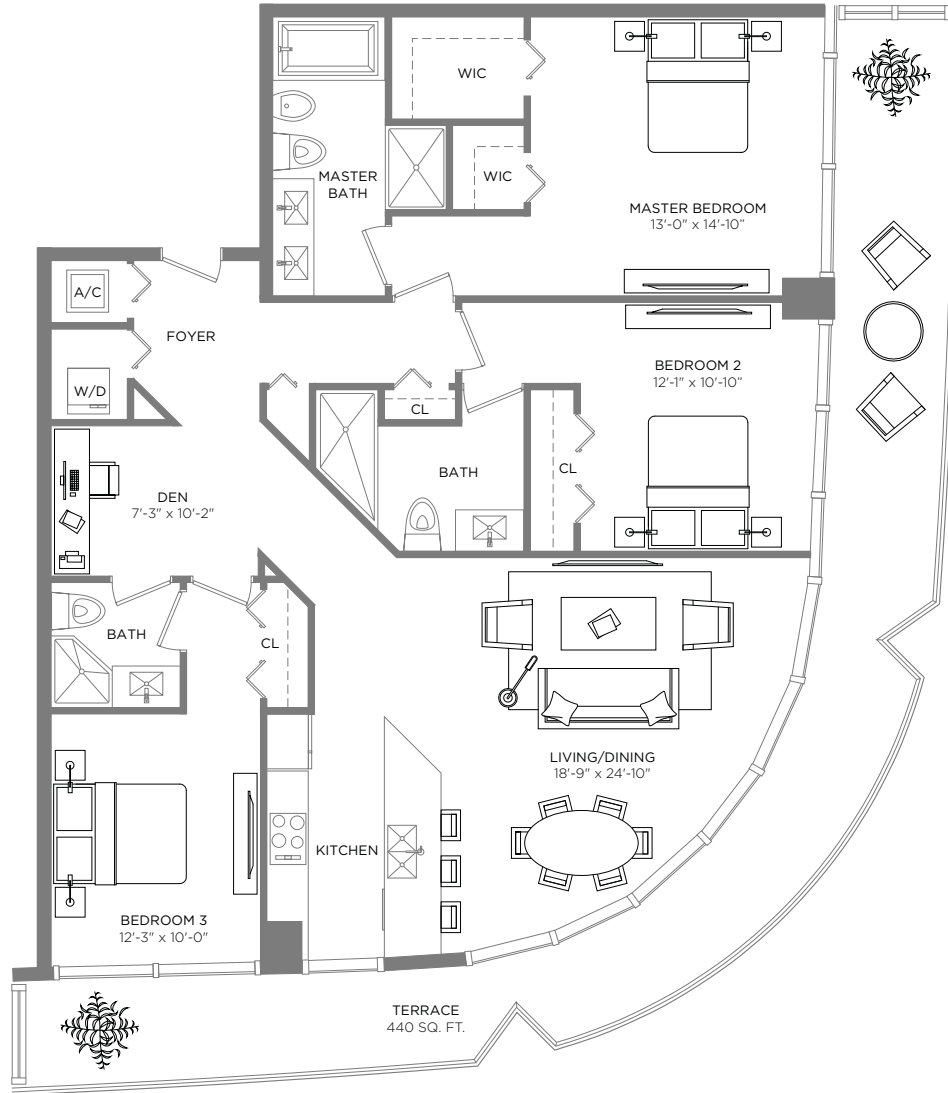 WIC
WIC
MASTER
BATH
MASTER BEDROOM
13'-0" x 14'-10"
A/C
FOYER
W/D
BEDROOM 2
12'-1" x 10'-10"
CL
BATH
CL
DEN
7'-3" x 10'-2"
BATH
CL
LIVING/DINING
18'-9" x 24'-10"
KITCHEN
BEDROOM 3
12'-3" x 10'-0"
TERRACE
440 SQ. FT.